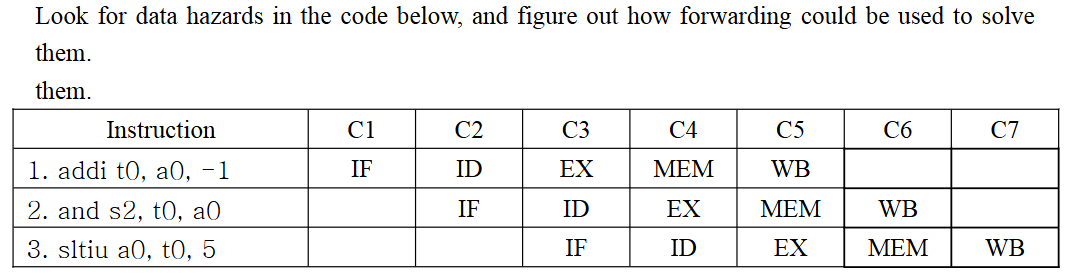 Look for data hazards in the code below, and figure out how forwarding could be used to solve
them.
them.
Instruction C1 C2 C3 C4 C5 C6 C7
1. addi t0, a0, -1 IF ID EX MEM WB
2. and s2, t0, a0 IF ID EX MEM WB
3. sltiu a0, t0, 5 IF ID EX MEM WB